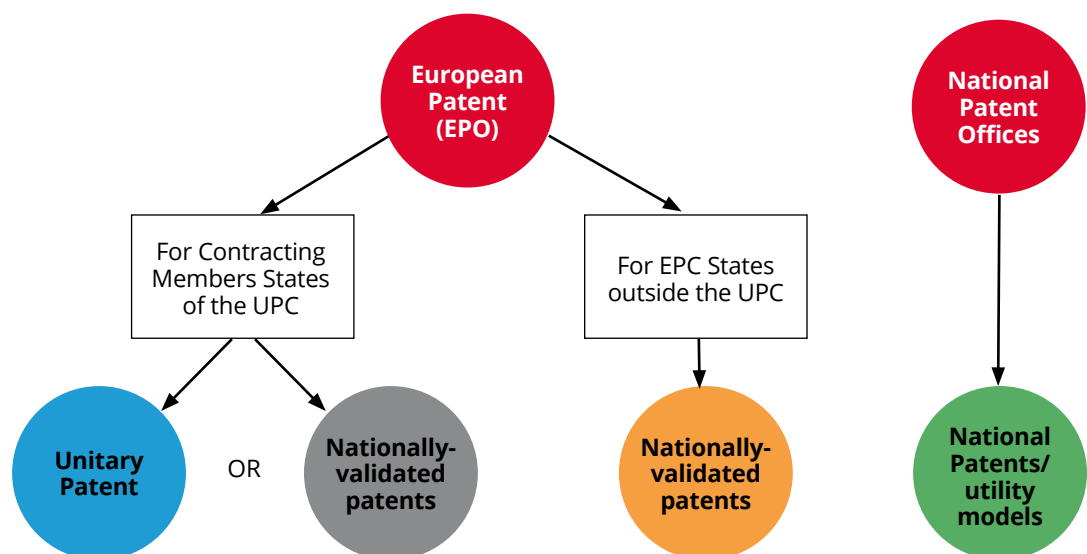 European
Patent
(EPO)
National
Patent
Offices
For Contracting
Members States
of the UPC
For EPC States
outside the UPC
Unitary
Patent
OR
Nationally-
validated
patents
Nationally-
validated
patents
National
Patents/
utility
models